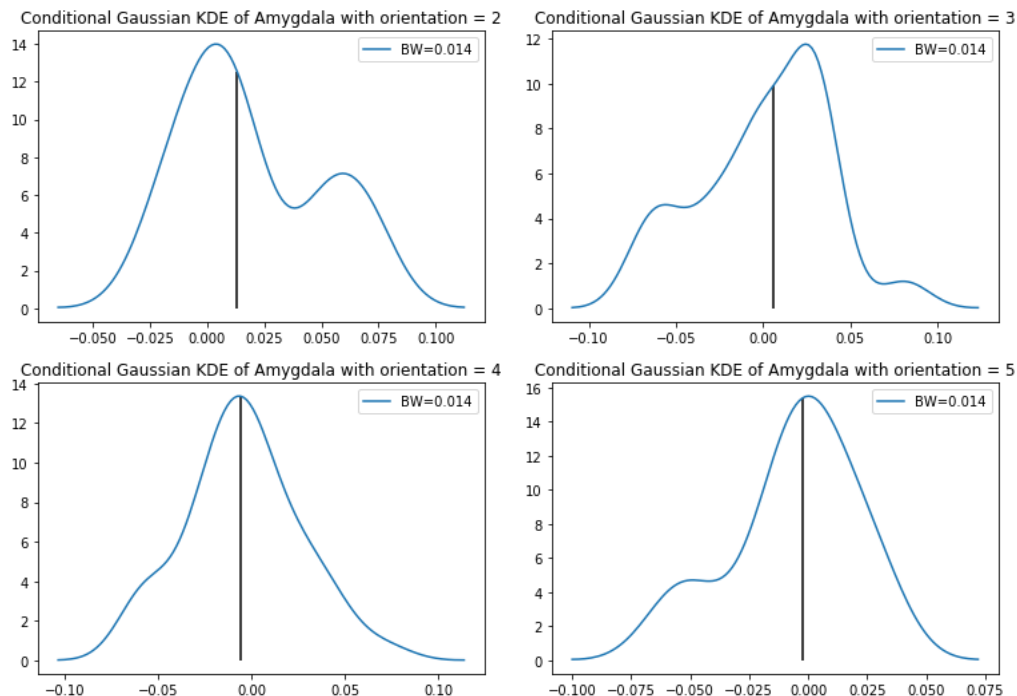 Conditional Gaussian KDE of Amygdala with orientation = 2
BW=0.014
14
12
10
8
6
4
2
0
−0.050 −0.025 0.000 0.025 0.050 0.075 0.100
Conditional Gaussian KDE of Amygdala with orientation = 3
BW=0.014
12
10
8
6
4
2
0
−0.10 −0.05 0.00 0.05 0.10
Conditional Gaussian KDE of Amygdala with orientation = 4
BW=0.014
14
12
10
8
6
4
2
0
−0.10 −0.05 0.00 0.05 0.10
Conditional Gaussian KDE of Amygdala with orientation = 5
BW=0.014
16
14
12
10
8
6
4
2
0
−0.100 −0.075 −0.050 −0.025 0.000 0.025 0.050 0.075